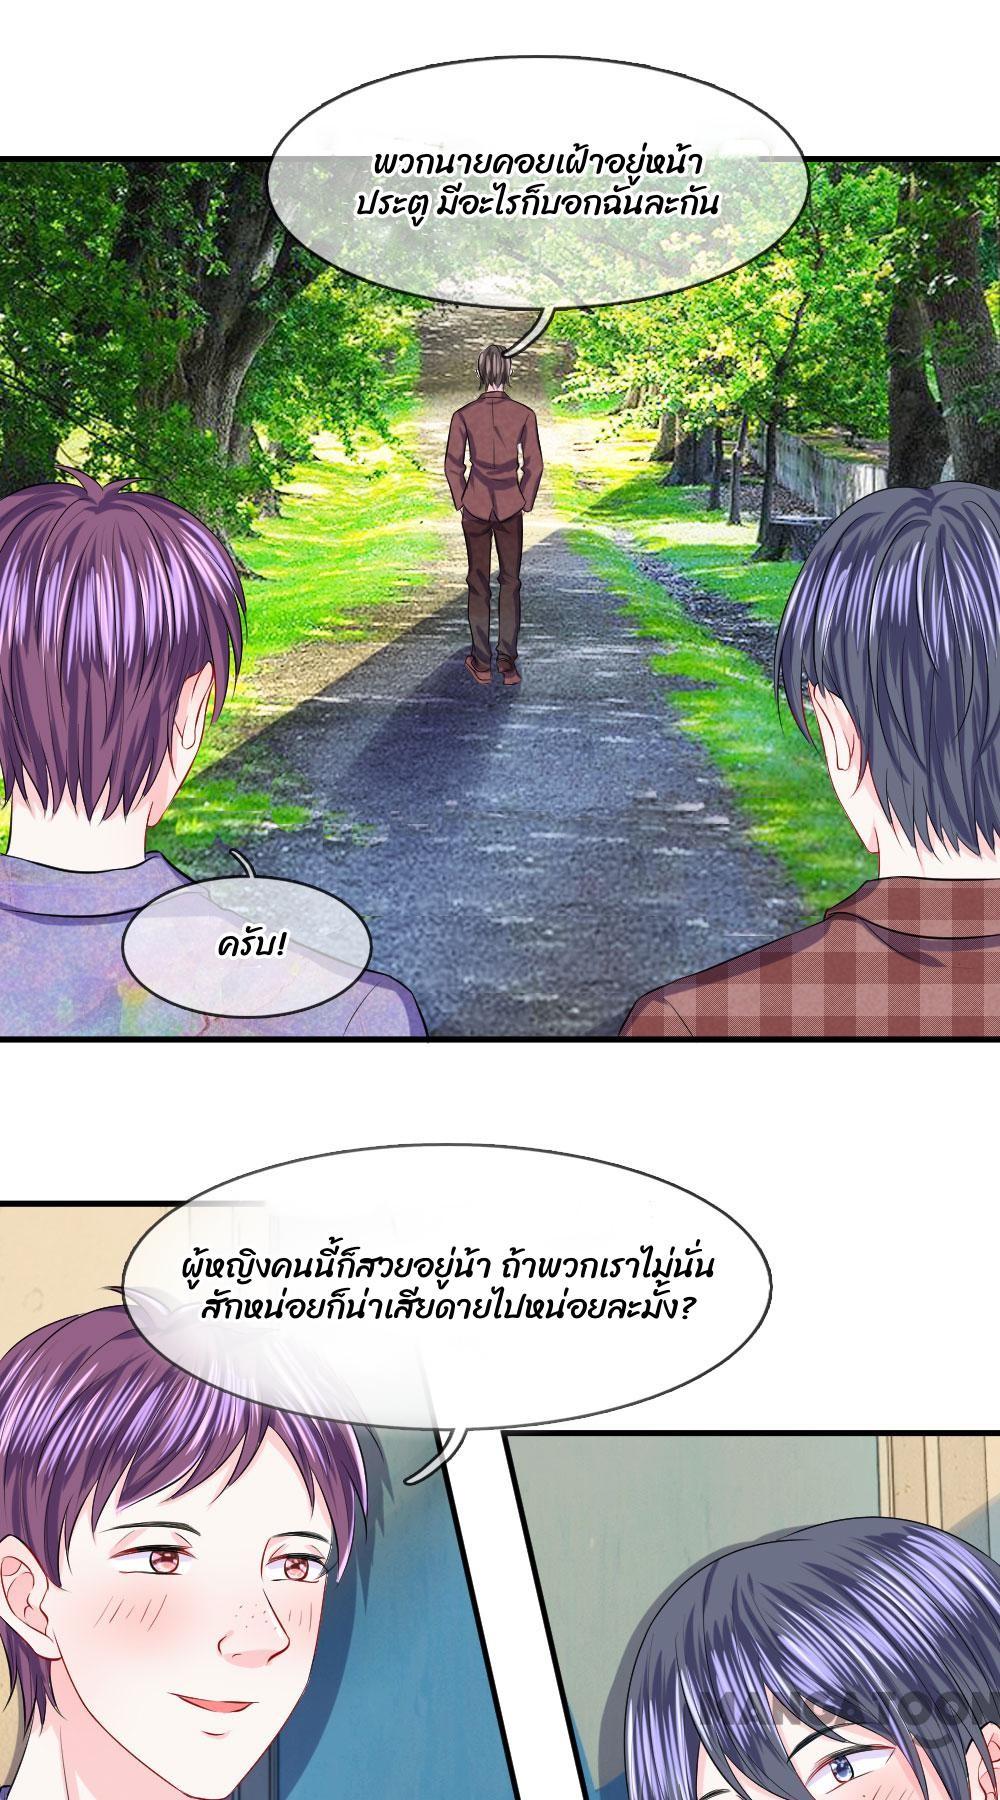 พวกนายคอยเฝ้าอยู่หน้า
ประตู มีอะไรก็บอกฉันละกัน
ครับ!
ผู้หญิงคนนี้ก็สวยอยู่น้า ถ้าพวกเราไม่นั่น
สักหน่อยก็น่าเสียดายไปหน่อยละมั้ง?
MANGATOON